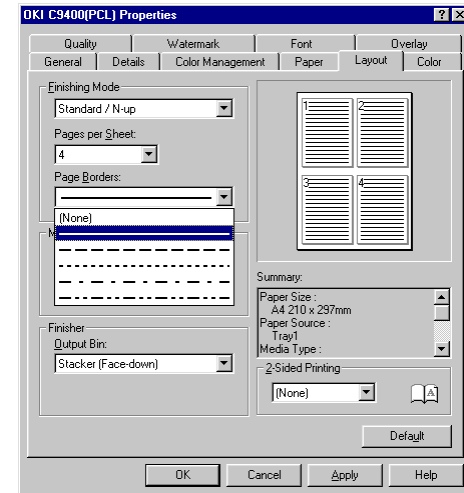 OKI C9400(PCL) Properties
Quality Watermark Font Overlay
General Details Color Management Paper Layout Color
Finishing Mode
Standard / N-up
Pages per Sheet:
4
Page Borders:
(None)
M
1 2
3 4
Summary:
Paper Size :
A4 210 x 297mm
Paper Source :
Tray1
Media Type :
Finisher
Output Bin:
Stacker (Face-down)
2-Sided Printing
(None)
A
Default
OK Cancel Apply Help